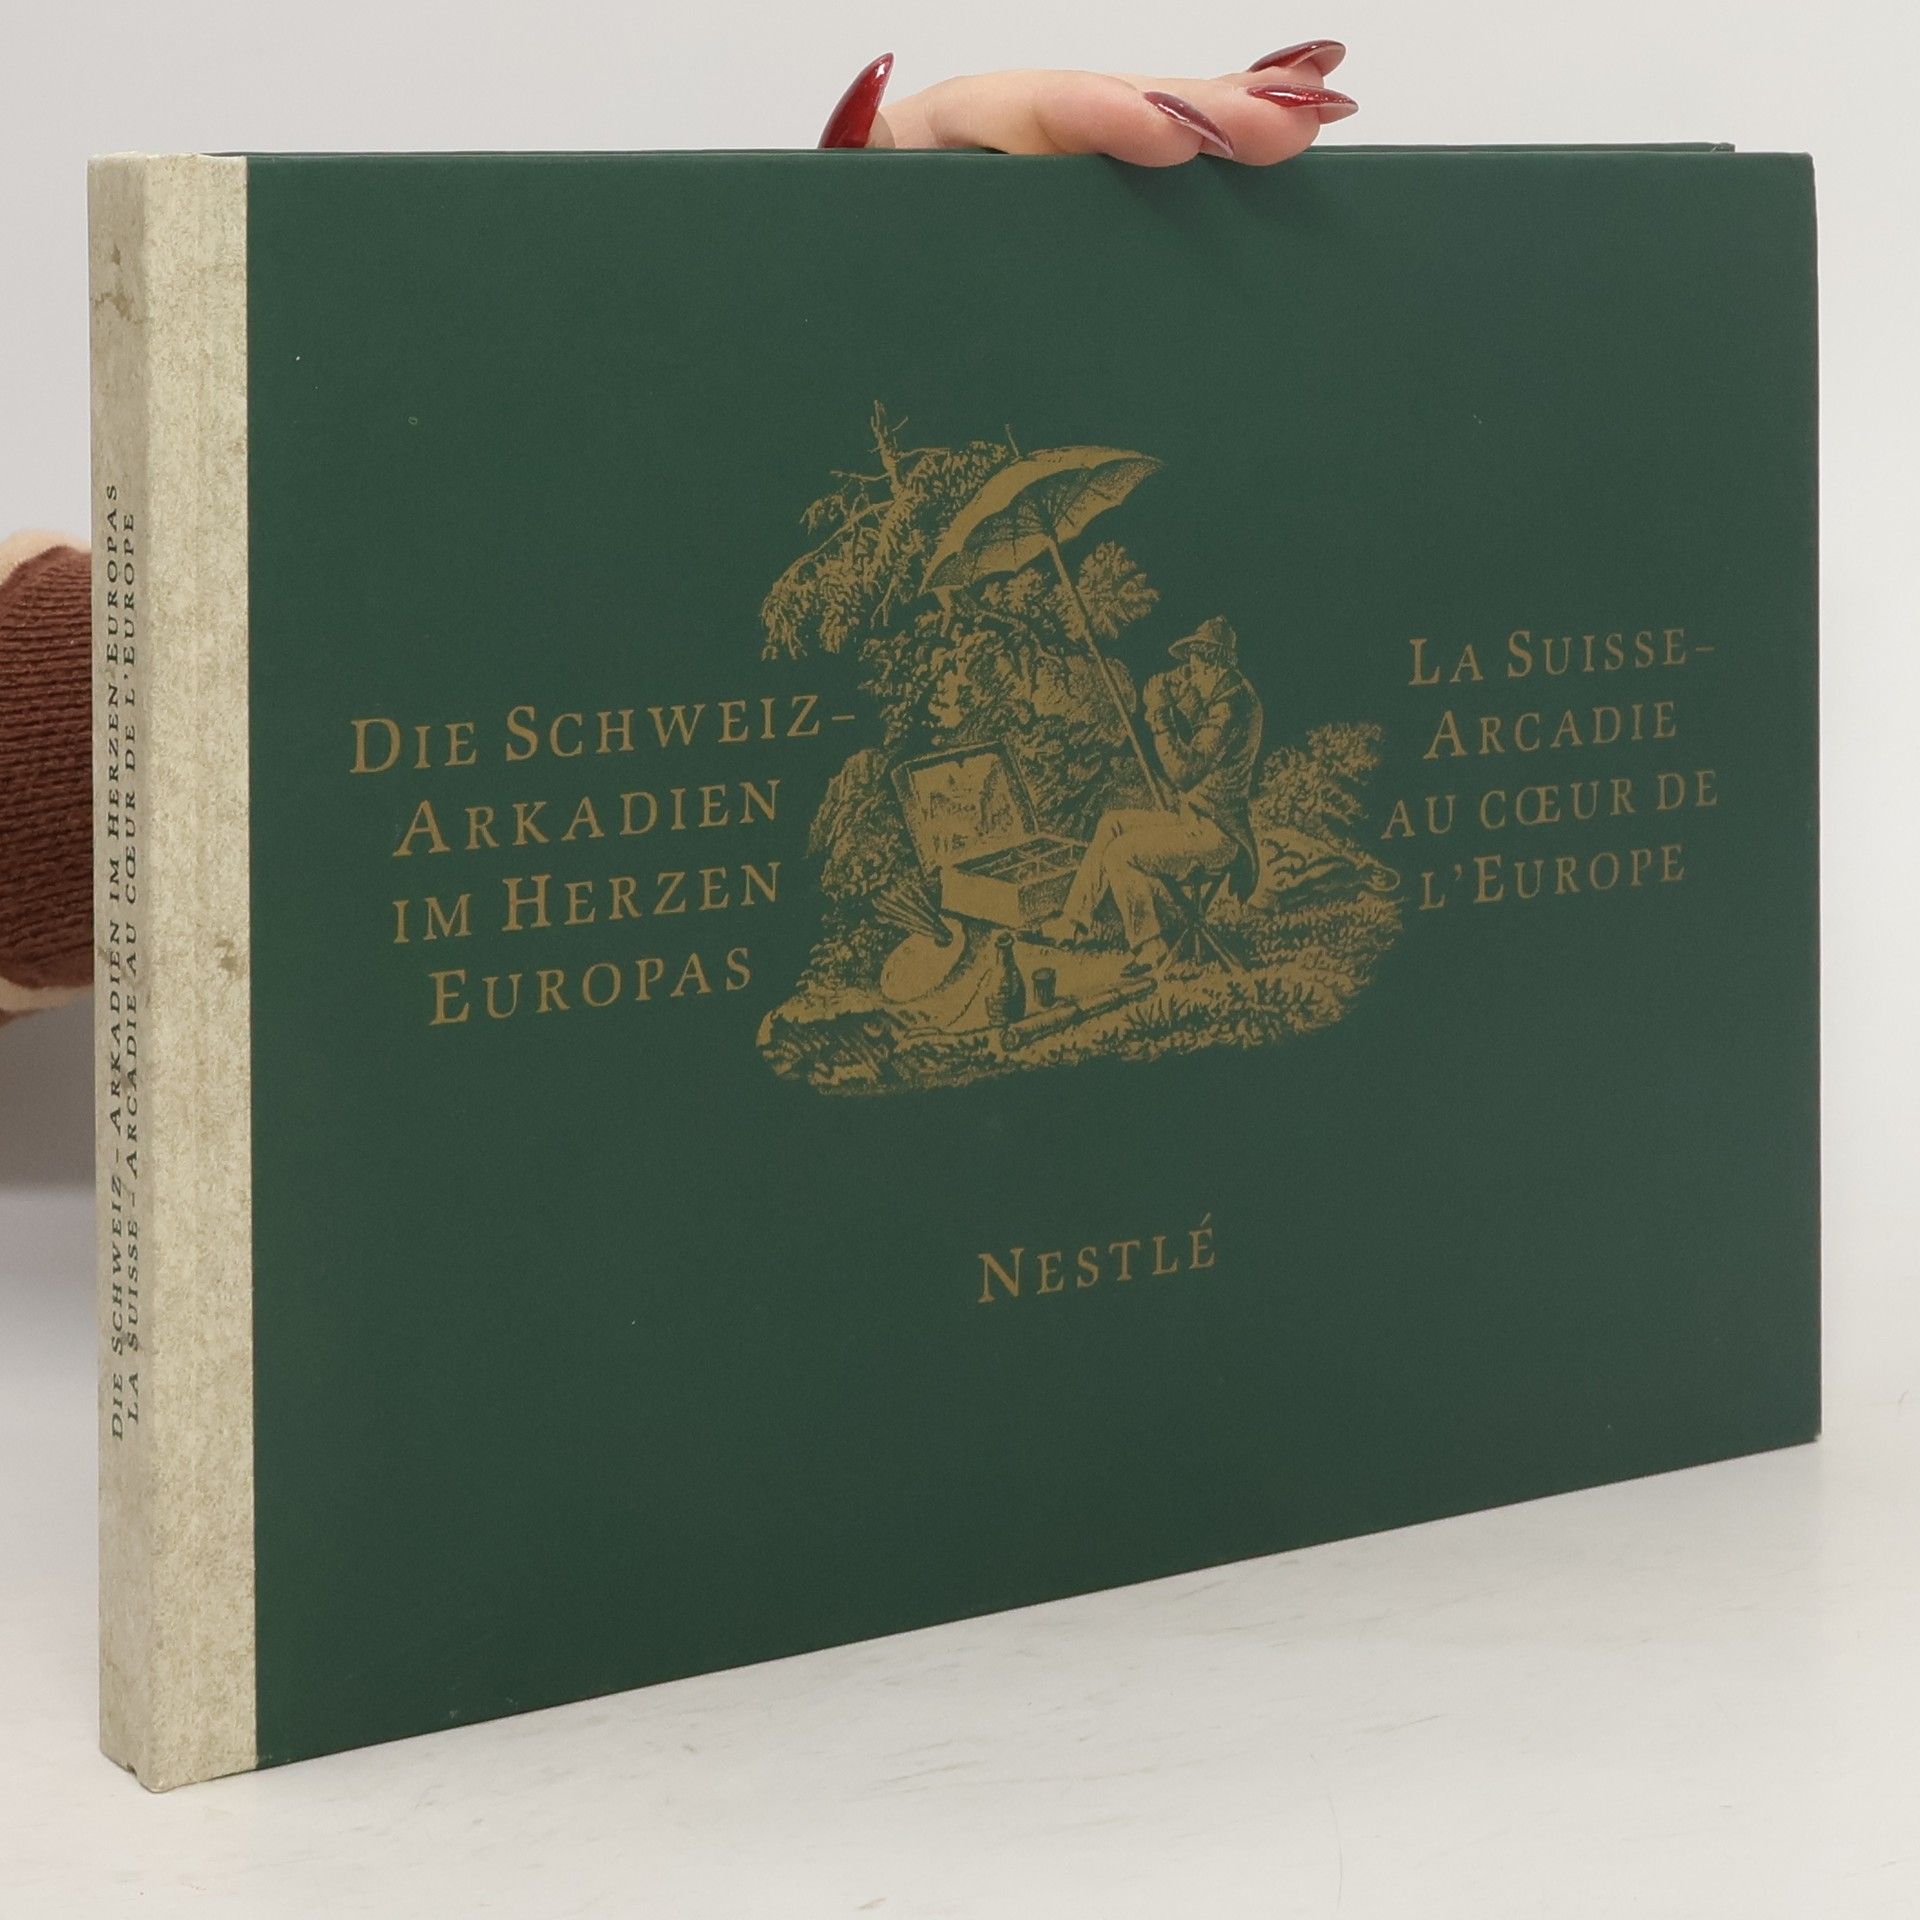 DIE SCHWEIZ – ARKADIEN IM HERZEN EUROPAS
LA SUISSE – ARCADIE AU CŒUR DE L'EUROPE
DIE SCHWEIZ–
ARKADIEN
IM HERZEN
EUROPAS
LA SUISSE–
ARCADIE
AU CŒUR DE
L'EUROPE
NESTLÉ